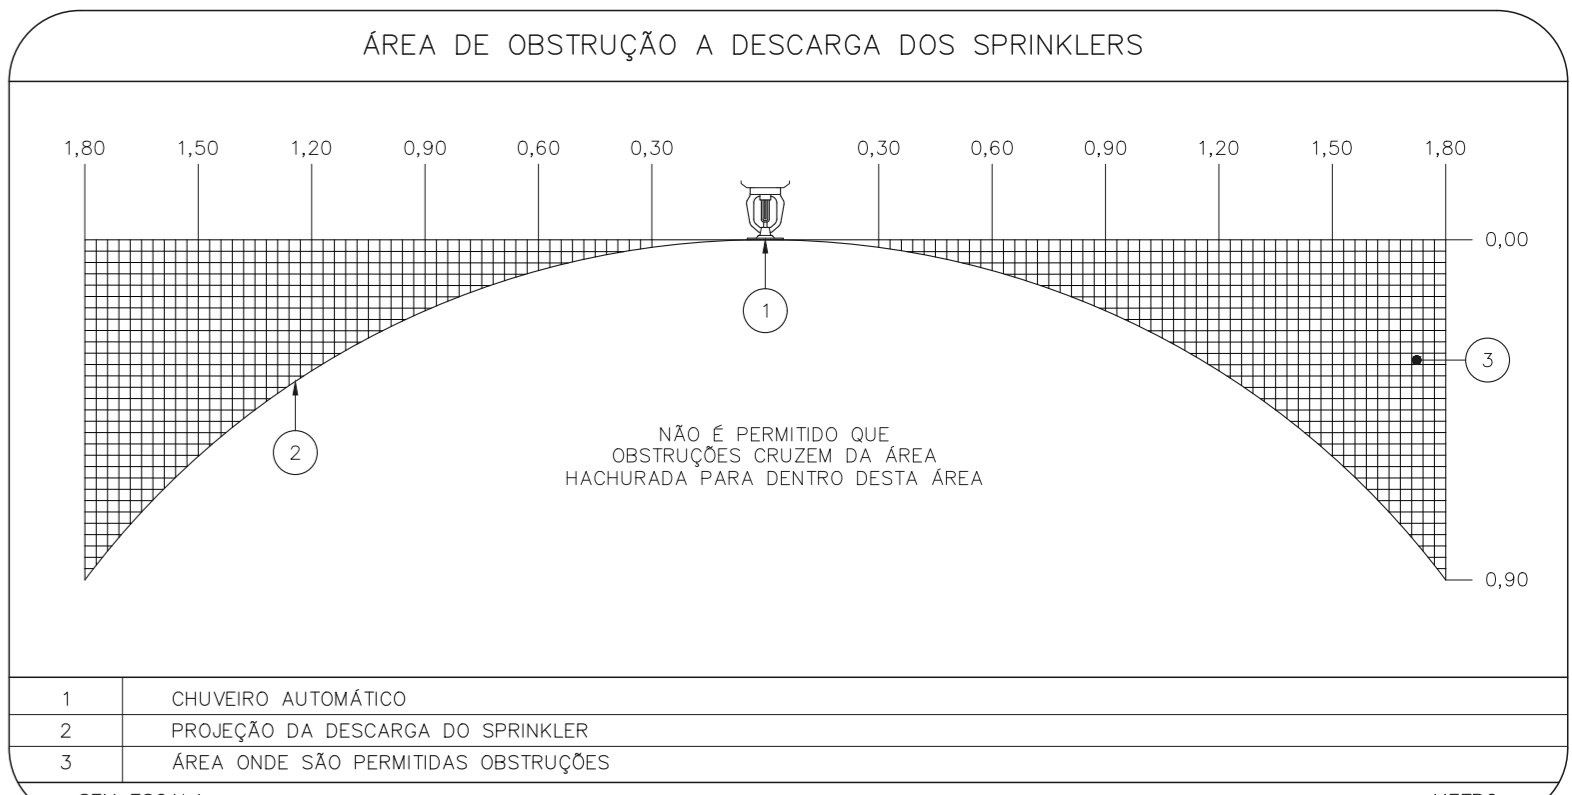 ÁREA DE OBSTRUÇÃO A DESCARGA DOS SPRINKLERS
1,80 1,50 1,20 0,90 0,60 0,30 0,30 0,60 0,90 1,20 1,50 1,80
0,00
1
3
2
NÃO É PERMITIDO QUE
OBSTRUÇÕES CRUZEM DA ÁREA
HACHURADA PARA DENTRO DESTA ÁREA
0,90
1 CHUVEIRO AUTOMÁTICO
2 PROJEÇÃO DA DESCARGA DO SPRINKLER
3 ÁREA ONDE SÃO PERMITIDAS OBSTRUÇÕES